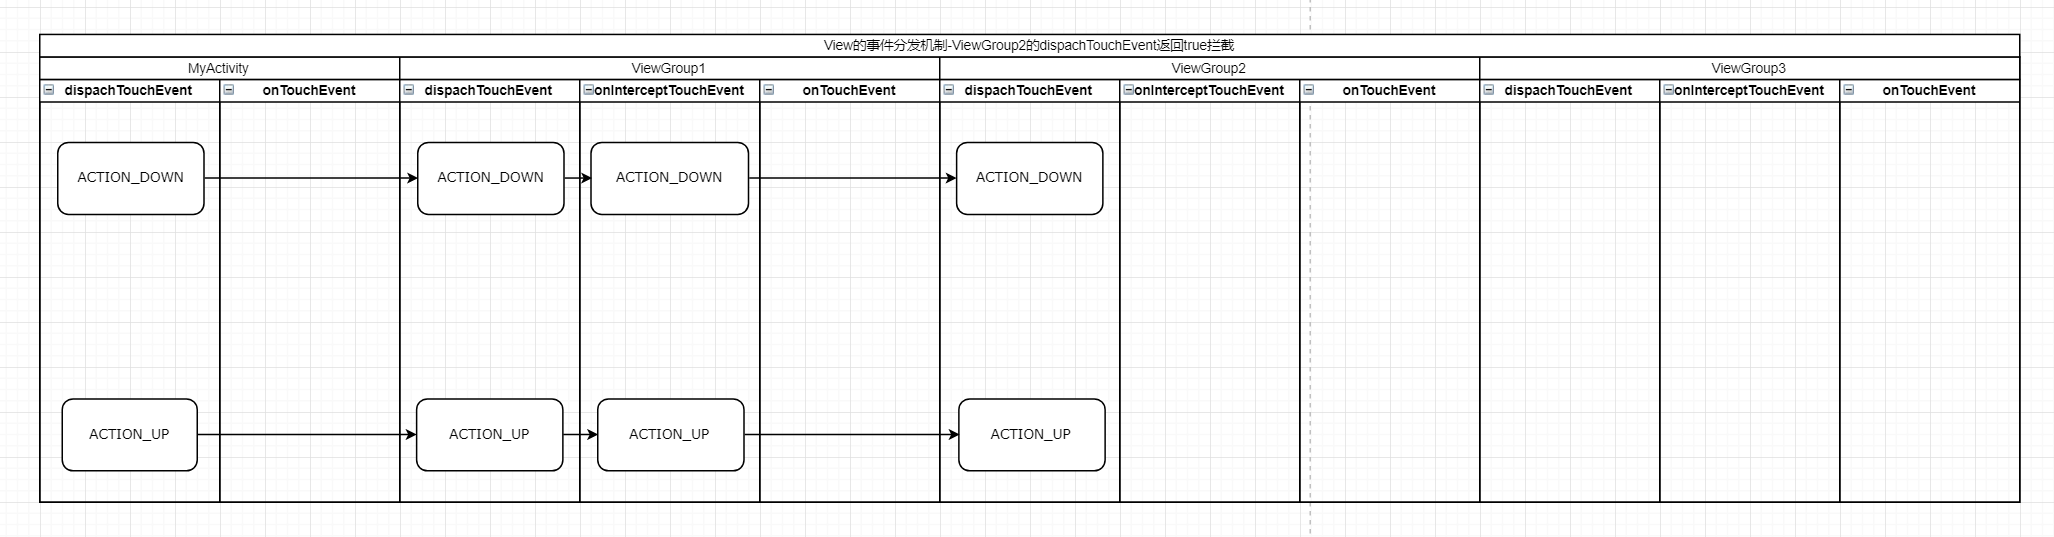 View的事件分发机制-ViewGroup2的dispachTouchEvent返回true拦截
MyActivity ViewGroup1 ViewGroup2 ViewGroup3
dispachTouchEvent onTouchEvent dispachTouchEvent onInterceptTouchEvent onTouchEvent dispachTouchEvent onInterceptTouchEvent onTouchEvent dispachTouchEvent onInterceptTouchEvent onTouchEvent
ACTION_DOWN ACTION_DOWN ACTION_DOWN ACTION_DOWN
ACTION_UP ACTION_UP ACTION_UP ACTION_UP